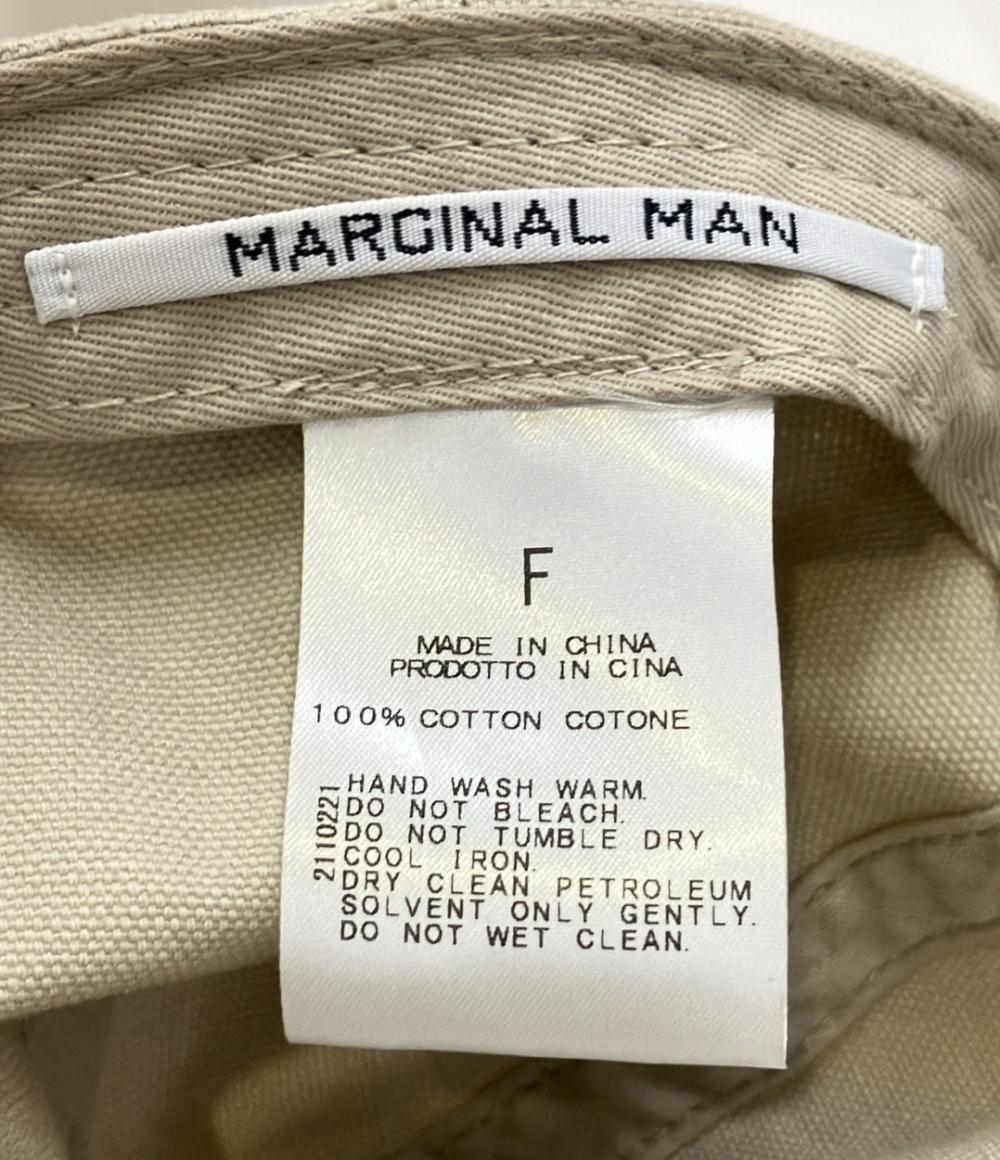 MARGINAL MAN
F
MADE IN CHINA
PRODOTTO IN CINA
100% COTTON COTONE
HAND WASH WARM.
DO NOT BLEACH.
DO NOT TUMBLE DRY.
COOL IRON.
DRY CLEAN PETROLEUM
SOLVENT ONLY GENTLY.
DO NOT WET CLEAN.
2110221